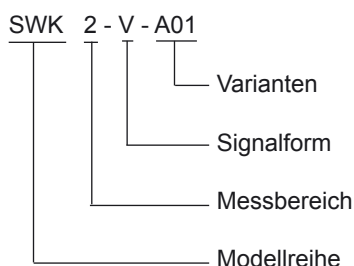 SWK 2 - V - A01
Varianten
Signalform
Messbereich
Modellreihe